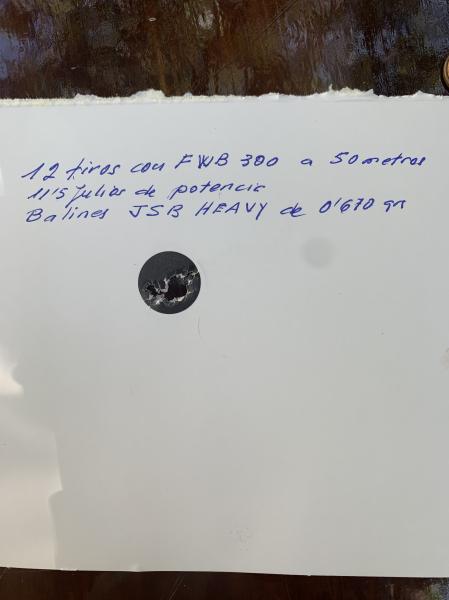 12 tiros con FWB 300 a 50 metros
11'5 Julios de potencia
Balines JSB HEAVY de 0'670 gr